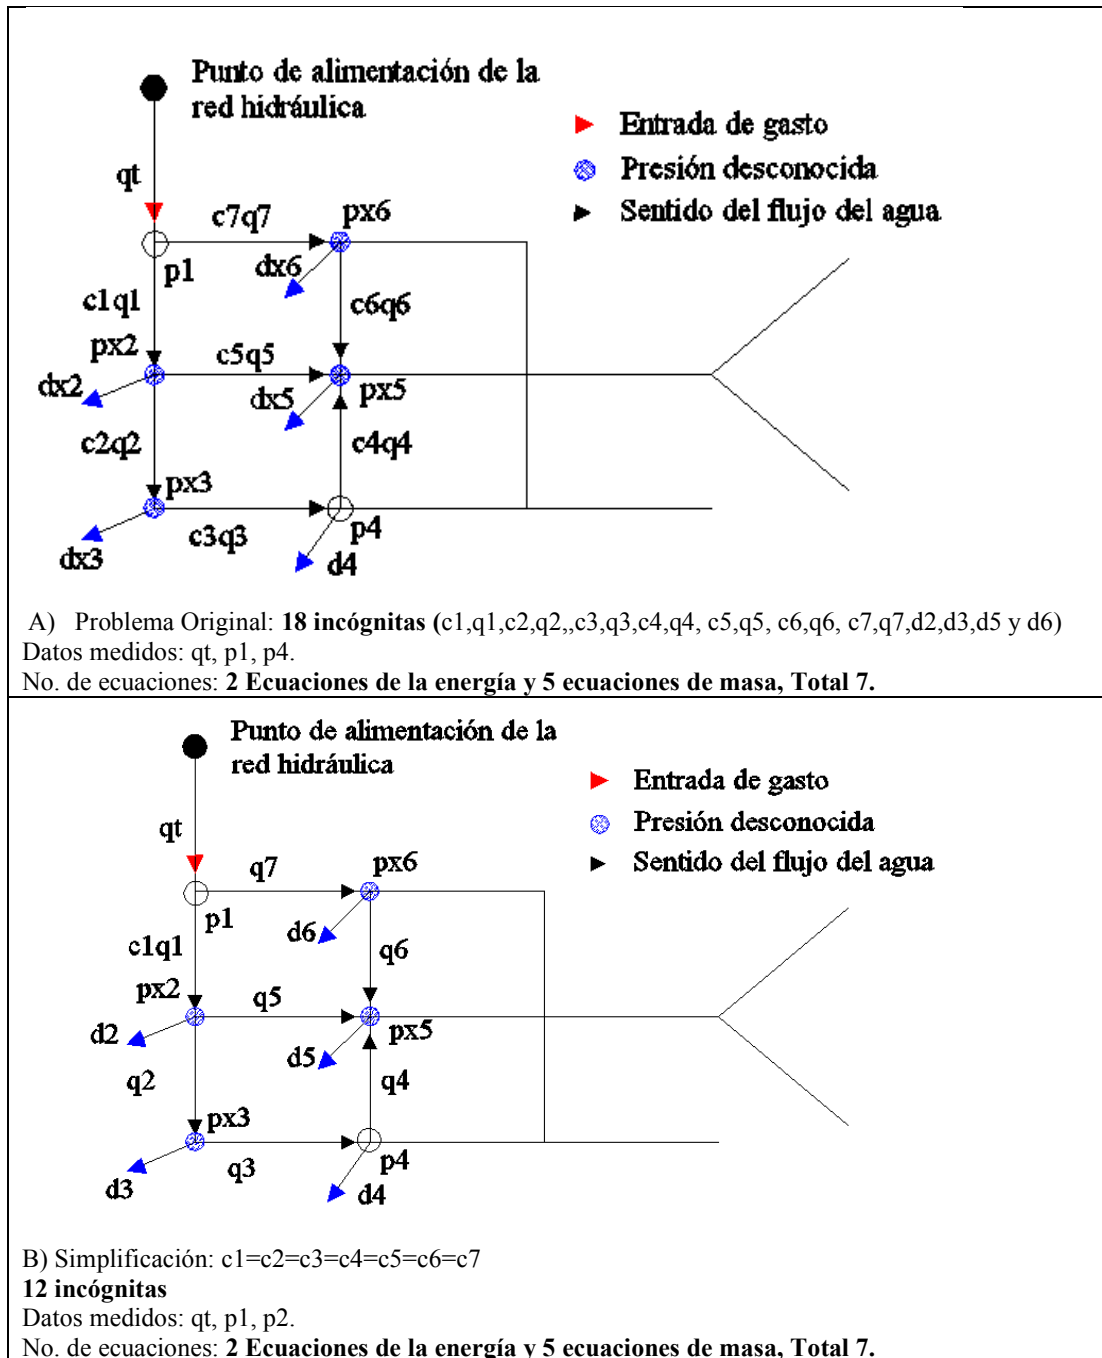 Punto de alimentación de la
red hidráulica
Entrada de gasto
Presión desconocida
Sentido del flujo del agua
qt
c7q7
px6
p1
dx6
c1q1
c6q6
px2
c5q5
dx2
dx5
px5
c2q2
c4q4
px3
c3q3
p4
dx3
d4
A) Problema Original: 18 incógnitas (c1,q1,c2,q2,,c3,q3,c4,q4, c5,q5, c6,q6, c7,q7,d2,d3,d5 y d6)
Datos medidos: qt, p1, p4.
No. de ecuaciones: 2 Ecuaciones de la energía y 5 ecuaciones de masa, Total 7.
Punto de alimentación de la
red hidráulica
Entrada de gasto
Presión desconocida
Sentido del flujo del agua
qt
q7
px6
p1
d6
c1q1
q6
px2
q5
d2
px5
d5
q2
q4
px3
q3
p4
d3
d4
B) Simplificación: c1=c2=c3=c4=c5=c6=c7
12 incógnitas
Datos medidos: qt, p1, p2.
No. de ecuaciones: 2 Ecuaciones de la energía y 5 ecuaciones de masa, Total 7.